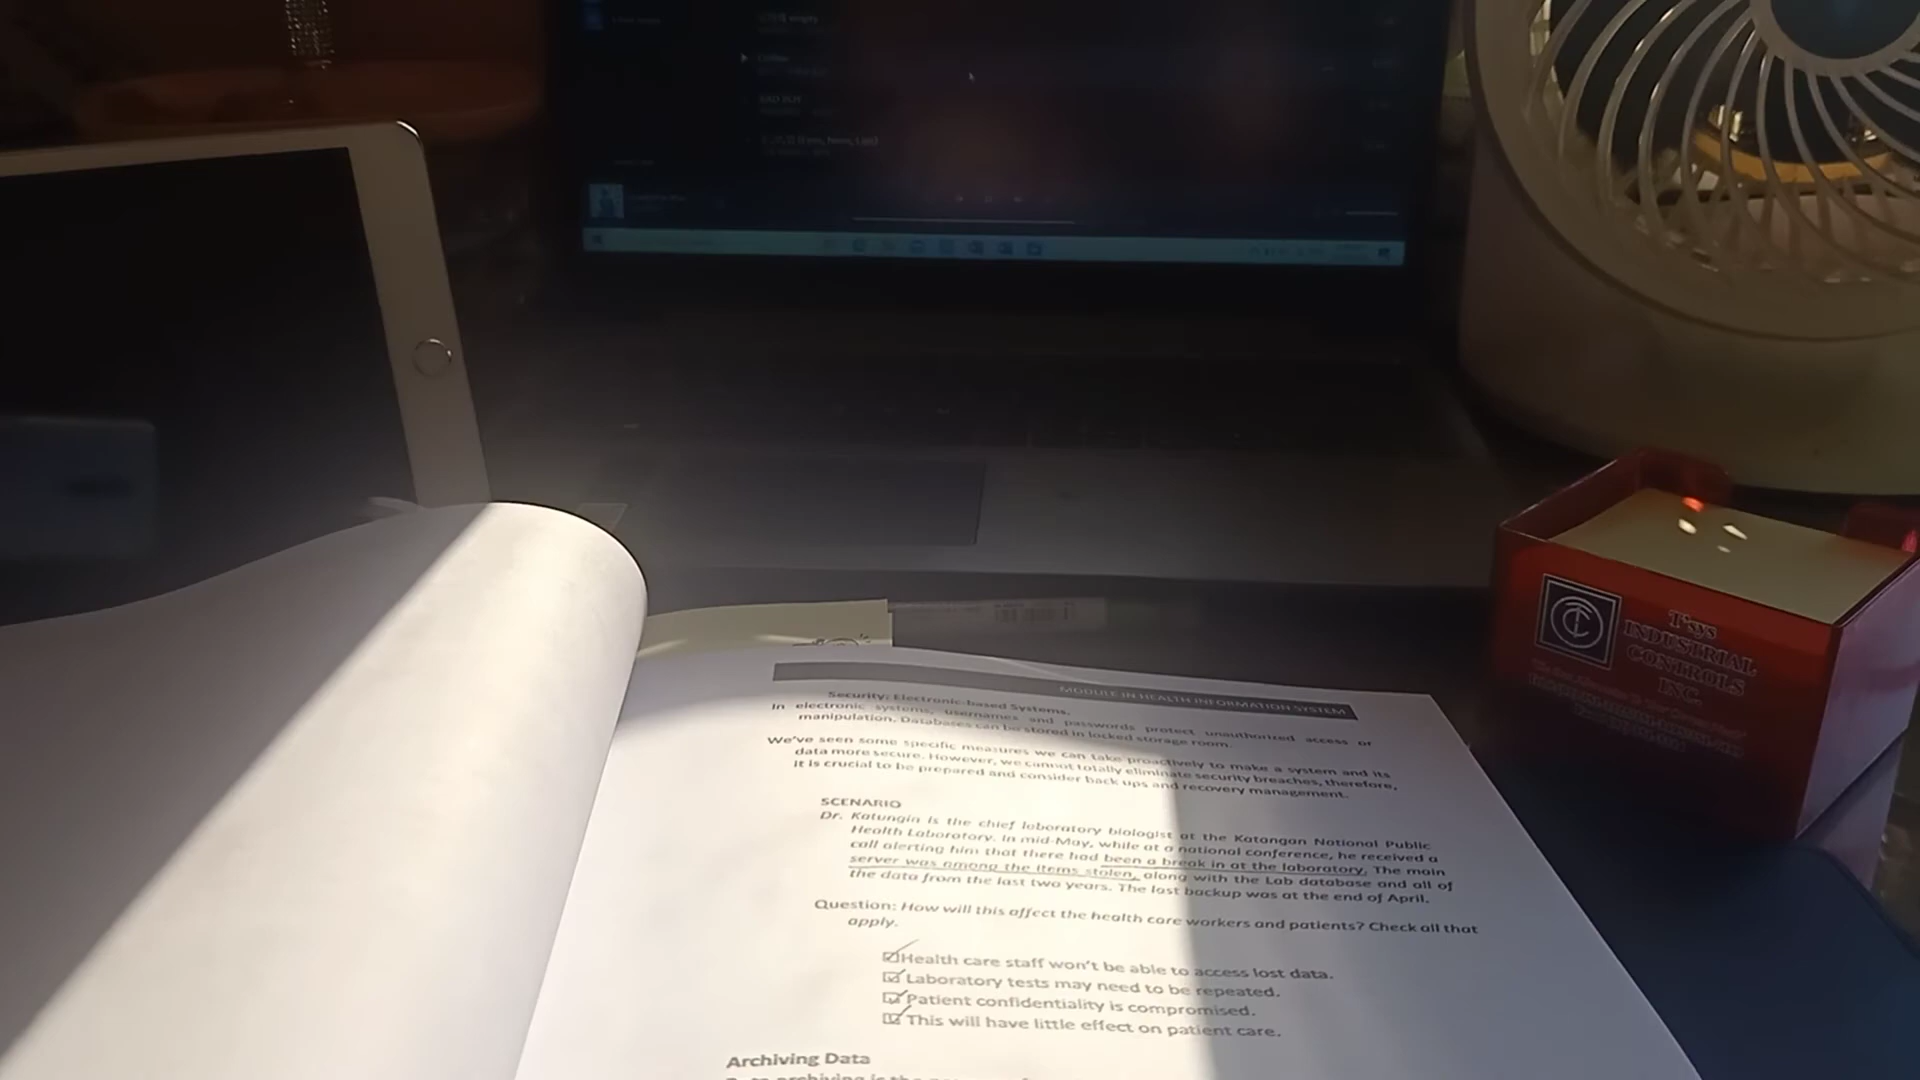 MODULE IN HEALTH INFORMATION SYSTEM
Security: Electronic-based Systems.
In electronic systems, usernames and passwords protect unauthorized access or
manipulation. Databases can be stored in locked storage room.
We've seen some specific measures we can take proactively to make a system and its
data more secure. However, we cannot totally eliminate security breaches, therefore,
it is crucial to be prepared and consider back ups and recovery management.
SCENARIO
Dr. Katungin is the chief laboratory biologist at the Katangan National Public
Health Laboratory. In mid-May, while at a national conference, he received a
call alerting him that there had been a break in at the laboratory. The main
server was among the items stolen, along with the Lab database and all of
the data from the last two years. The last backup was at the end of April.
Question: How will this affect the health care workers and patients? Check all that
apply.
Health care staff won't be able to access lost data.
Laboratory tests may need to be repeated.
Patient confidentiality is compromised.
This will have little effect on patient care.
Archiving Data
T'sys
INDUSTRIAL
CONTROLS
INC.